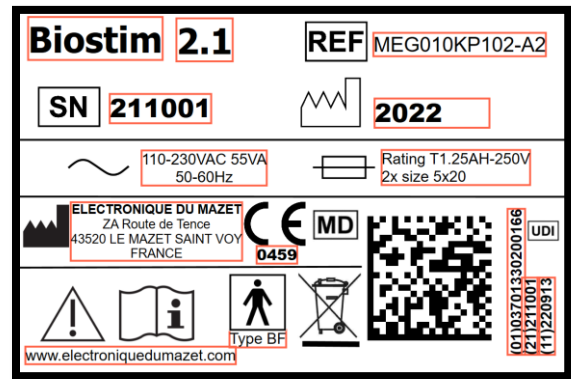 Biostim 2.1
REF MEG010KP102-A2
SN 211001
2022
110-230VAC 55VA
50-60Hz
Rating T1.25AH-250V
2x size 5x20
ELECTRONIQUE DU MAZET
ZA Route de Tence
43520 LE MAZET SAINT VOY
FRANCE
CE
0459
MD
(01)03701330200166
(21)211001
(11)220913
UDI
Type BF
www.electroniquedumazet.com